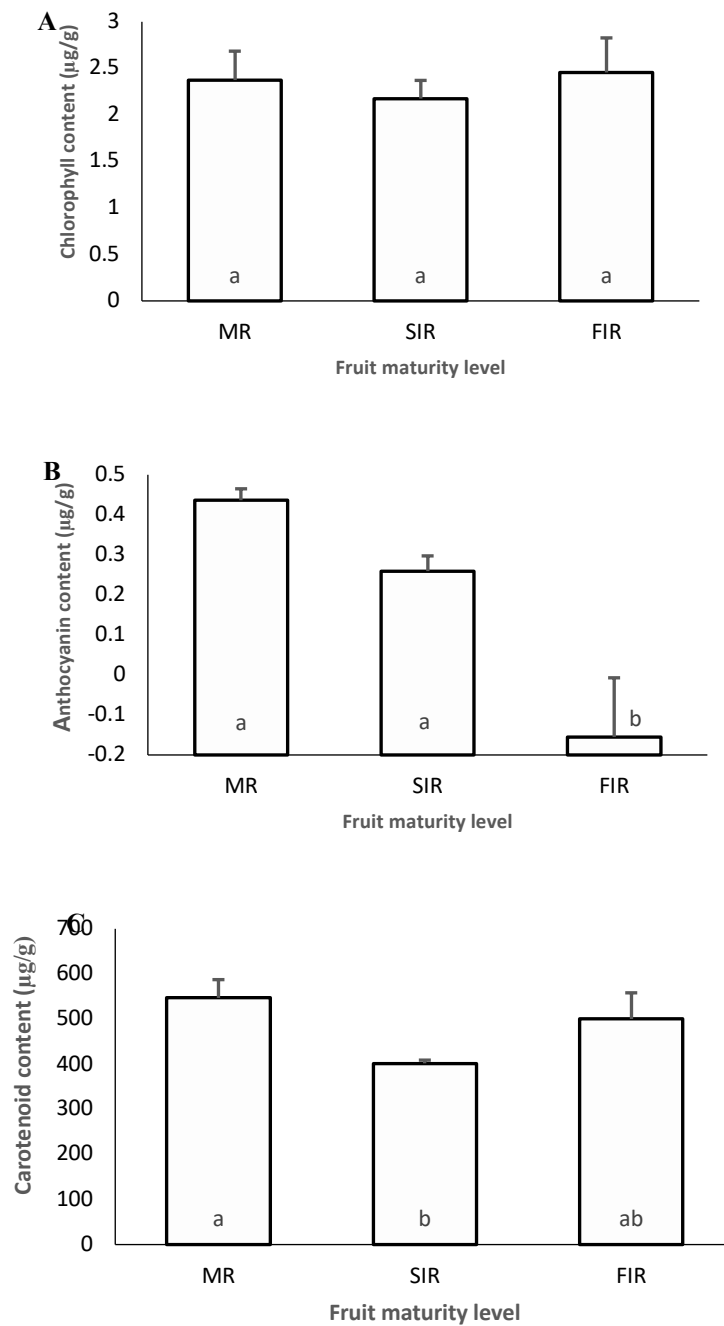 A
Chlorophyll content (µg/g)
3
2.5
2
1.5
1
0.5
0
a
a
a
MR
SIR
FIR
Fruit maturity level
B
Anthocyanin content (µg/g)
0.5
0.4
0.3
0.2
0.1
0
-0.1
-0.2
a
a
b
MR
SIR
FIR
Fruit maturity level
C
Carotenoid content (µg/g)
700
600
500
400
300
200
100
0
a
b
ab
MR
SIR
FIR
Fruit maturity level